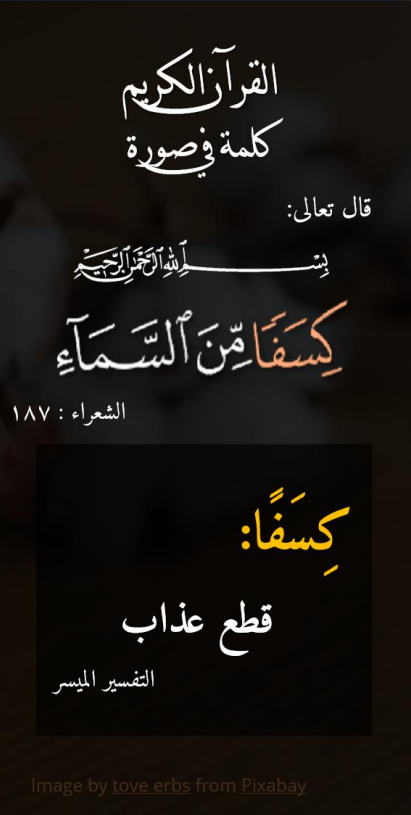 القرآن الكريم
كلمة في صورة
قال تعالى:
بِسْمِ ٱللَّهِ ٱلرَّحْمَٰنِ ٱلرَّحِيمِ
كِسَفًا مِّنَ ٱلسَّمَآءِ
الشعراء : ١٨٧
كِسَفًا:
قطع عذاب
التفسير الميسر
Image by tove erbs from Pixabay